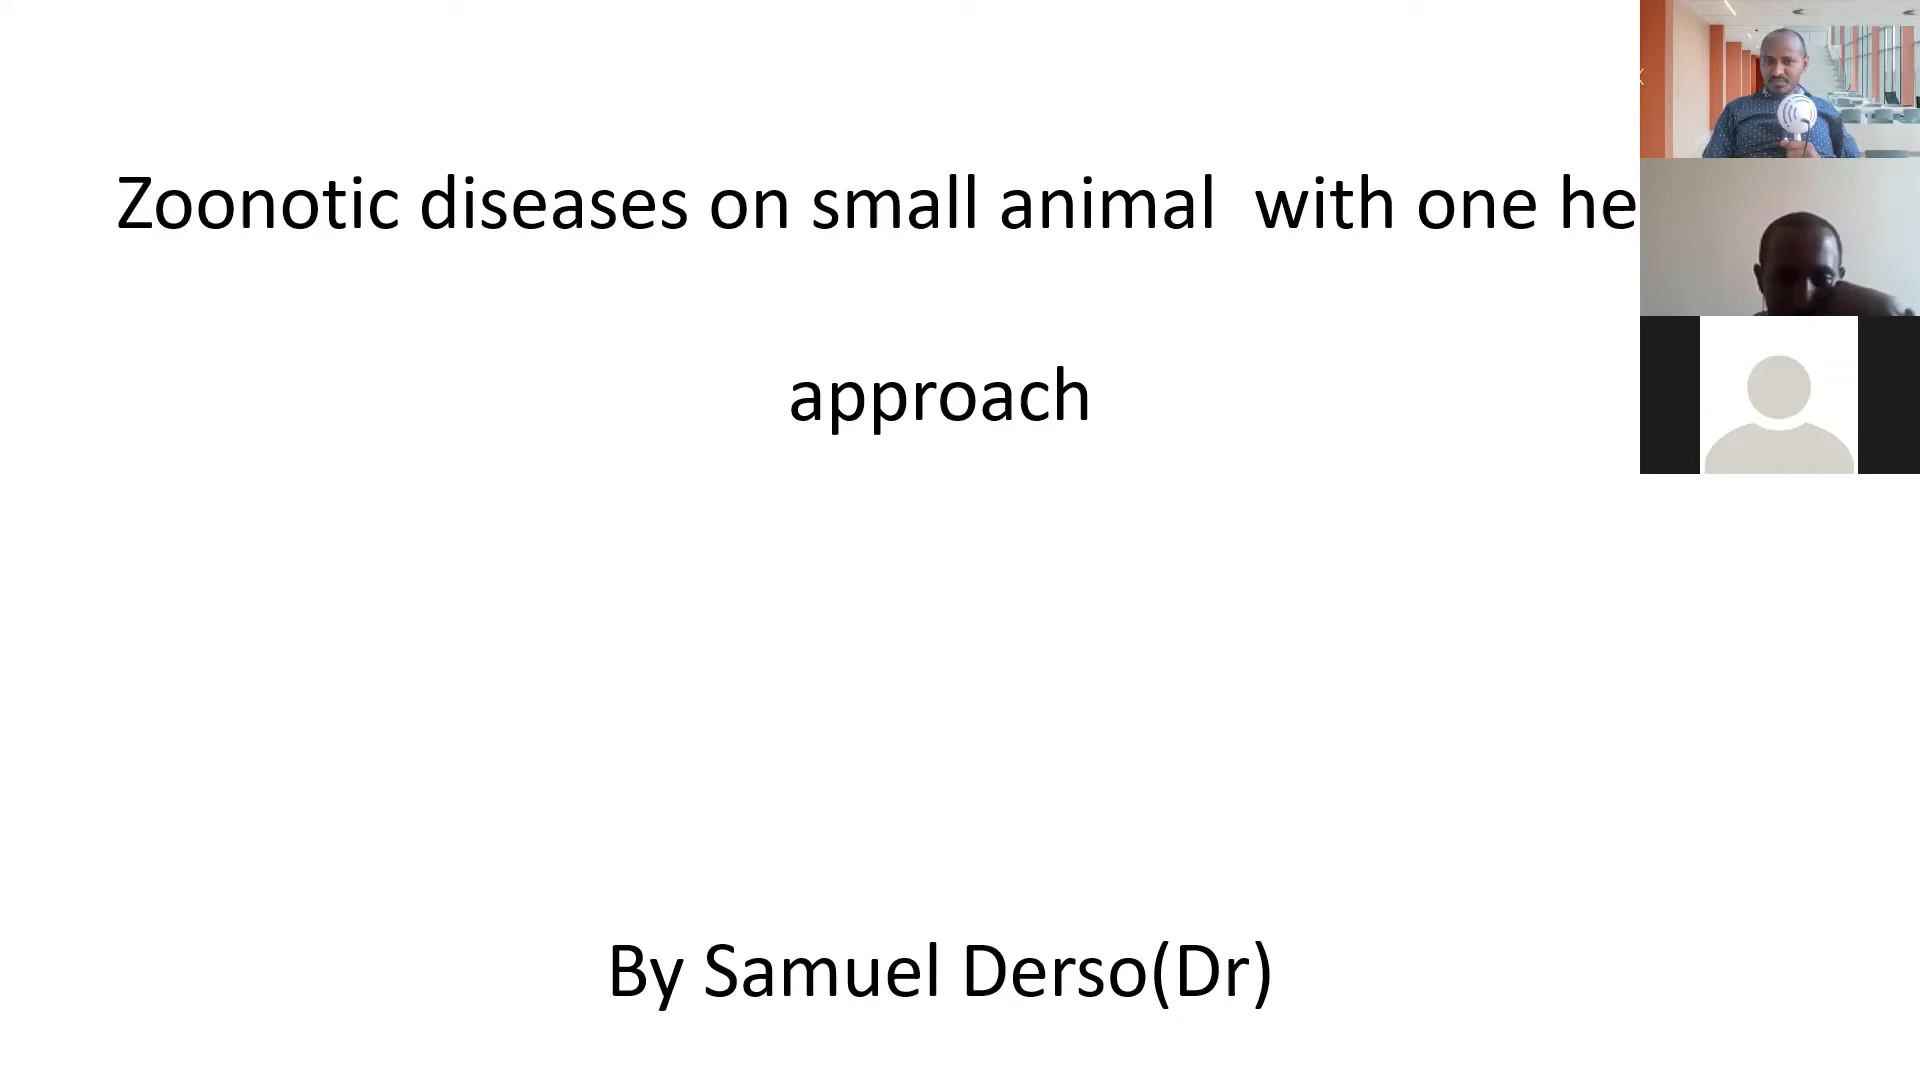 Zoonotic diseases on small animal  with one he
approach
By Samuel Derso(Dr)